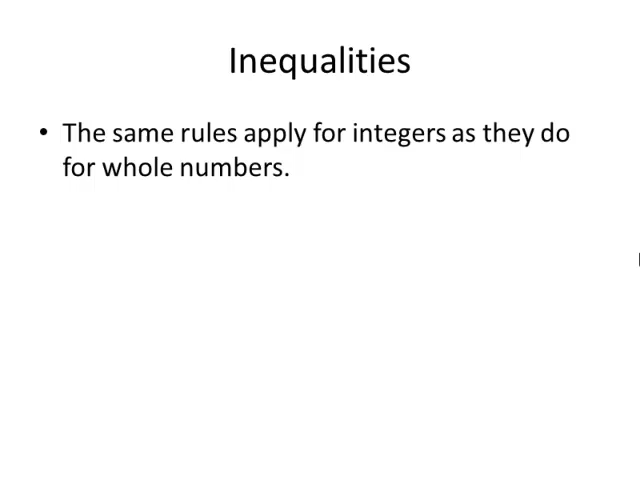 Inequalities
• The same rules apply for integers as they do
for whole numbers.